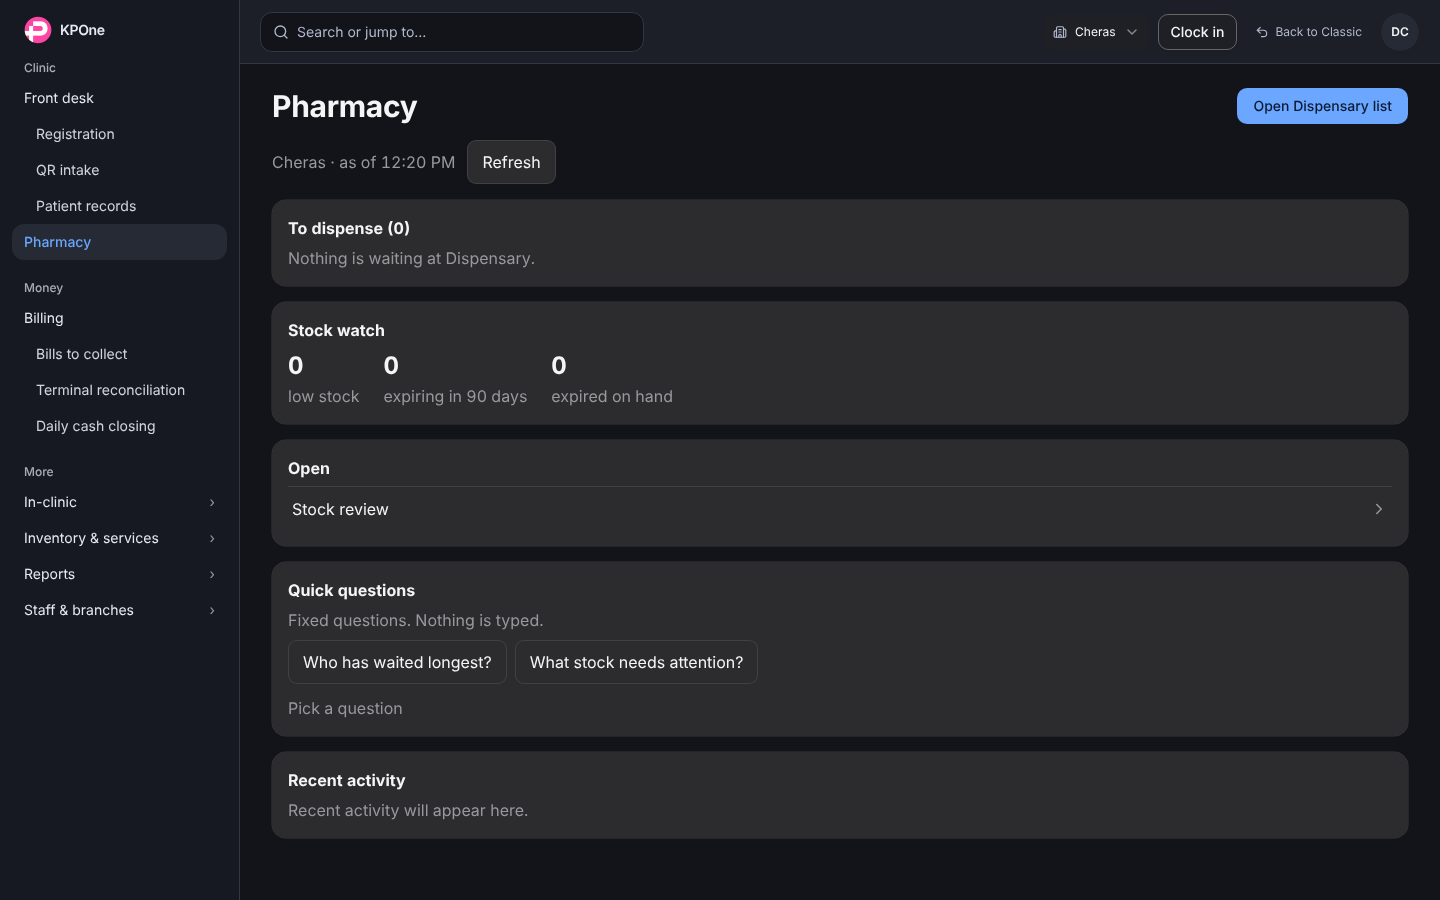 KPOne
Search or jump to...
Cheras
Clock in
Back to Classic
DC
Clinic
Front desk
Registration
QR intake
Patient records
Pharmacy
Money
Billing
Bills to collect
Terminal reconciliation
Daily cash closing
More
In-clinic
Inventory & services
Reports
Staff & branches
Pharmacy
Open Dispensary list
Cheras · as of 12:20 PM
Refresh
To dispense (0)
Nothing is waiting at Dispensary.
Stock watch
0 0 0
low stock expiring in 90 days expired on hand
Open
Stock review
Quick questions
Fixed questions. Nothing is typed.
Who has waited longest? What stock needs attention?
Pick a question
Recent activity
Recent activity will appear here.